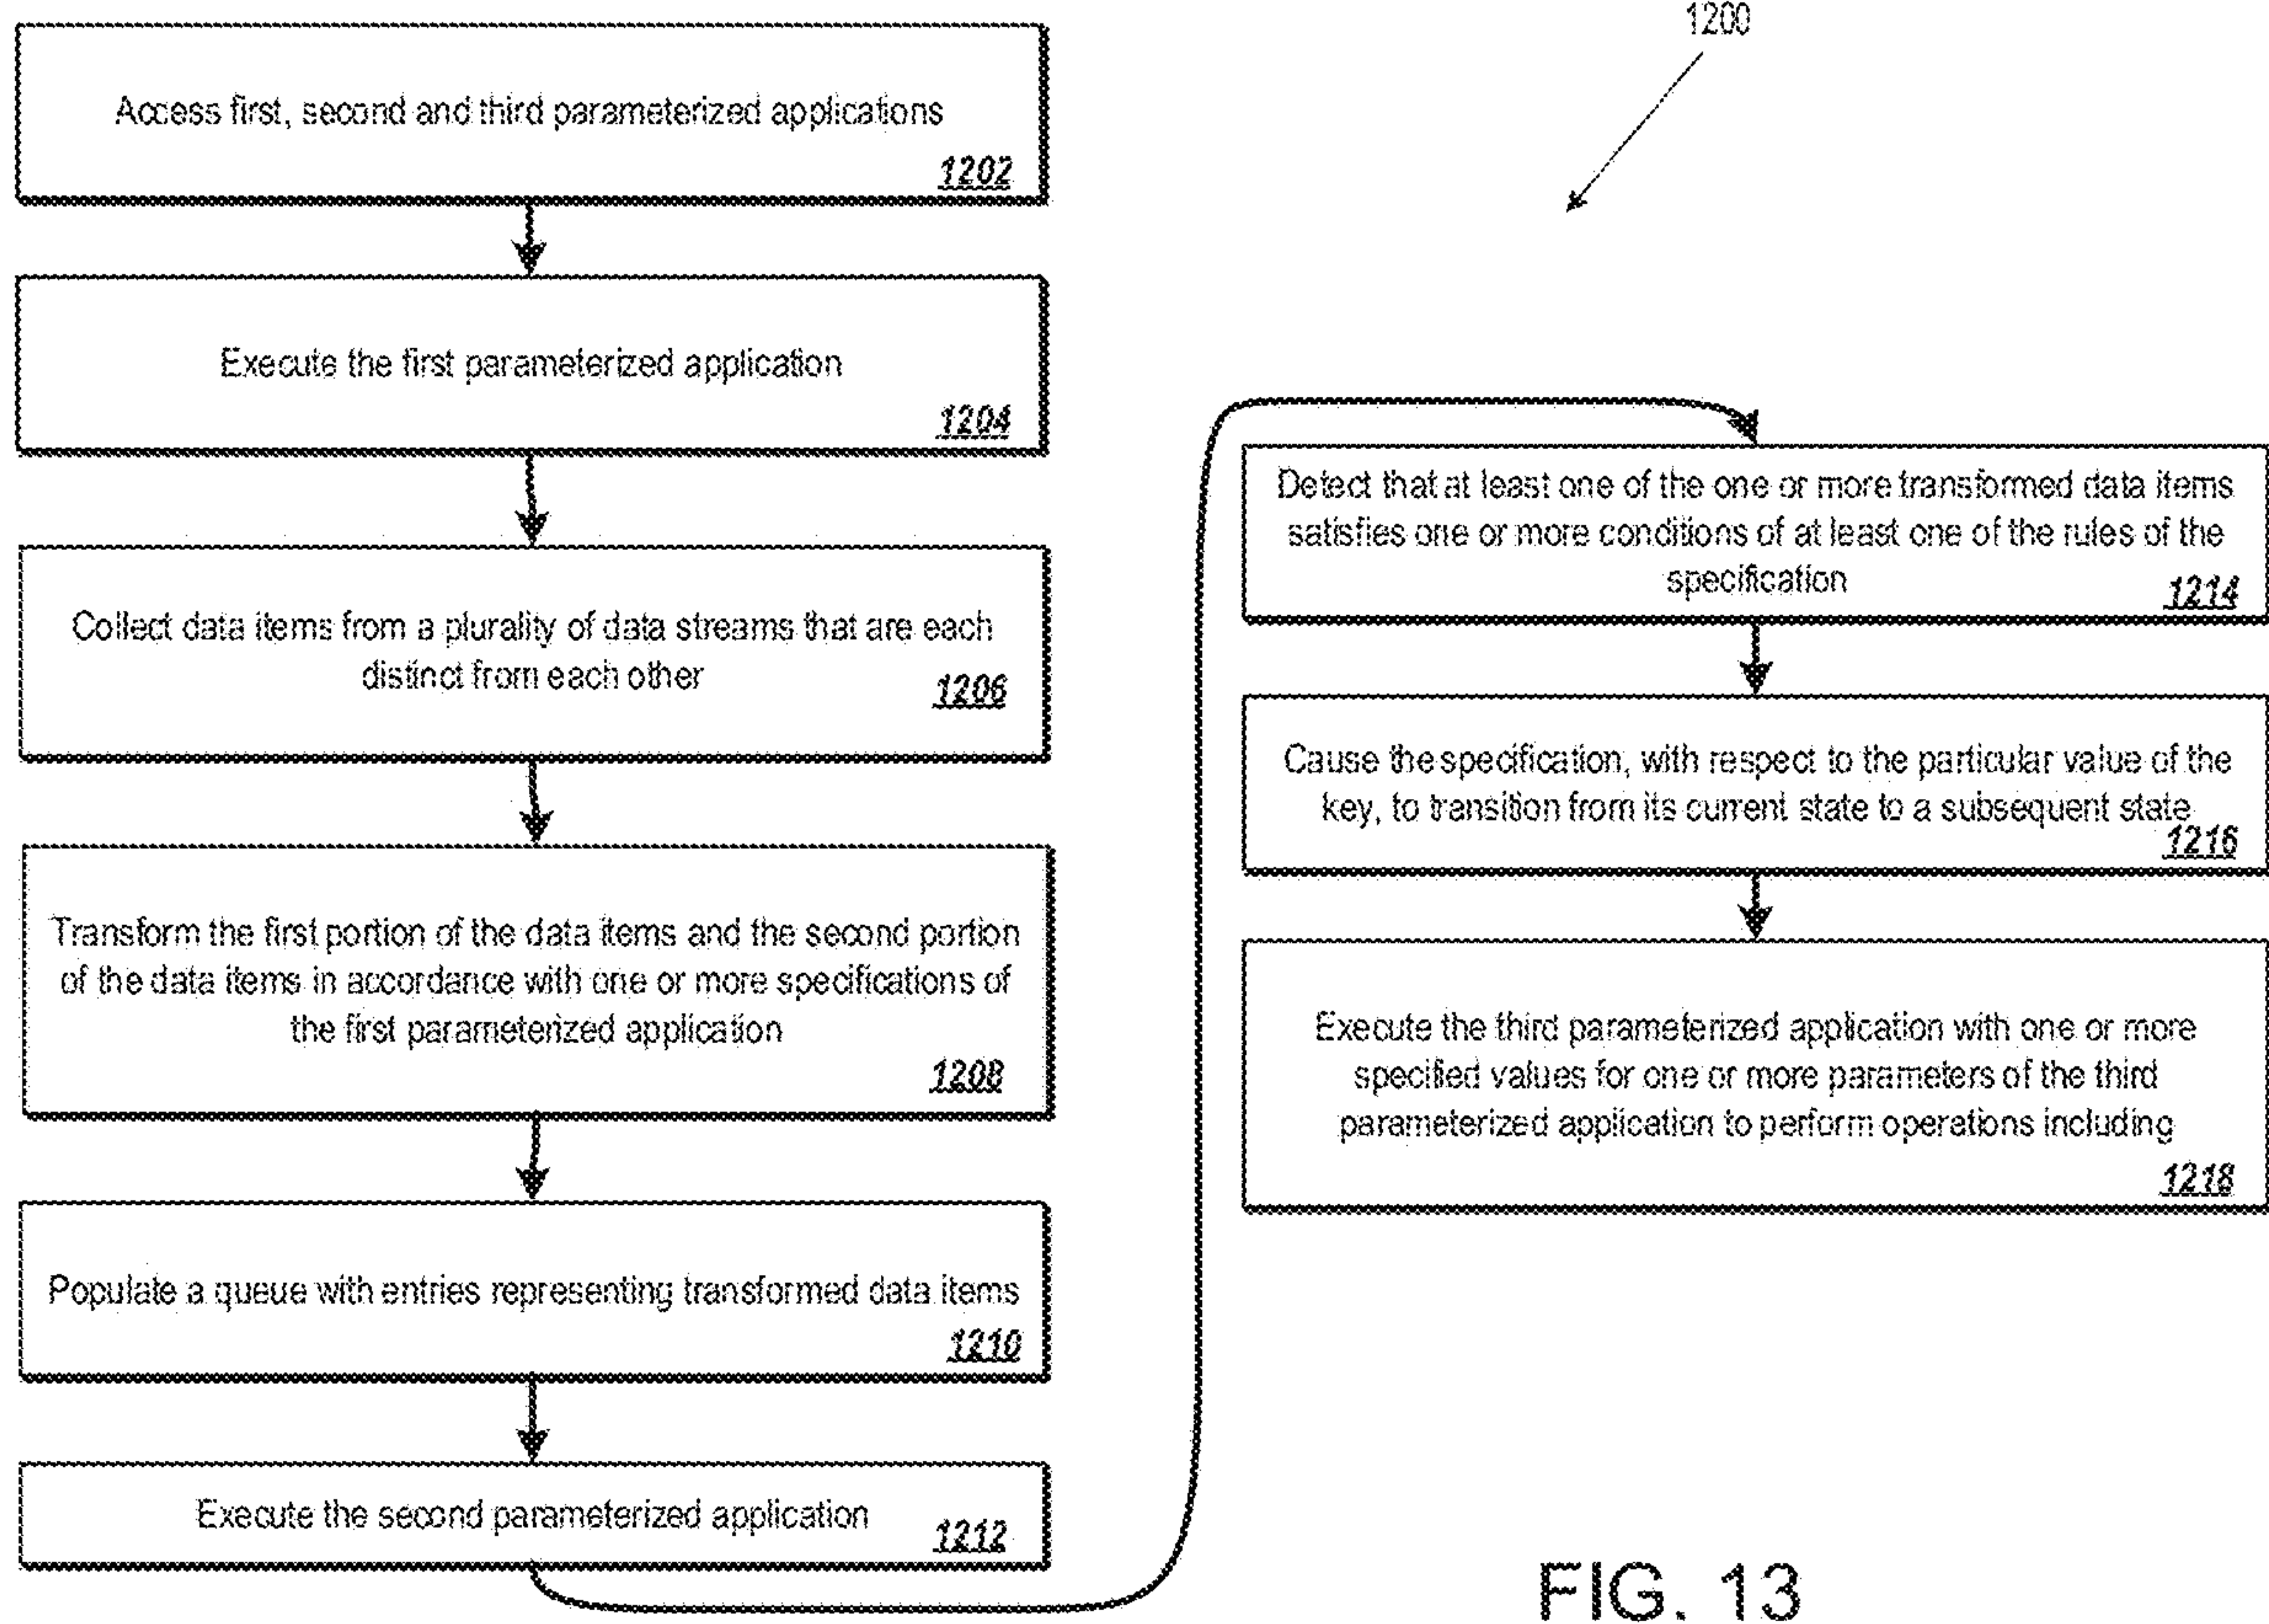 1200
Access first, second and third parameterized applications
1202
Execute the first parameterized application
1204
Collect data items from a plurality of data streams that are each
distinct from each other
1206
Transform the first portion of the data items and the second portion
of the data items in accordance with one or more specifications of
the first parameterized application
1208
Populate a queue with entries representing transformed data items
1210
Execute the second parameterized application
1212
Detect that at least one of the one or more transformed data items
satisfies one or more conditions of at least one of the rules of the
specification
1214
Cause the specification, with respect to the particular value of the
key, to transition from its current state to a subsequent state
1216
Execute the third parameterized application with one or more
specified values for one or more parameters of the third
parameterized application to perform operations including
1218
FIG. 13